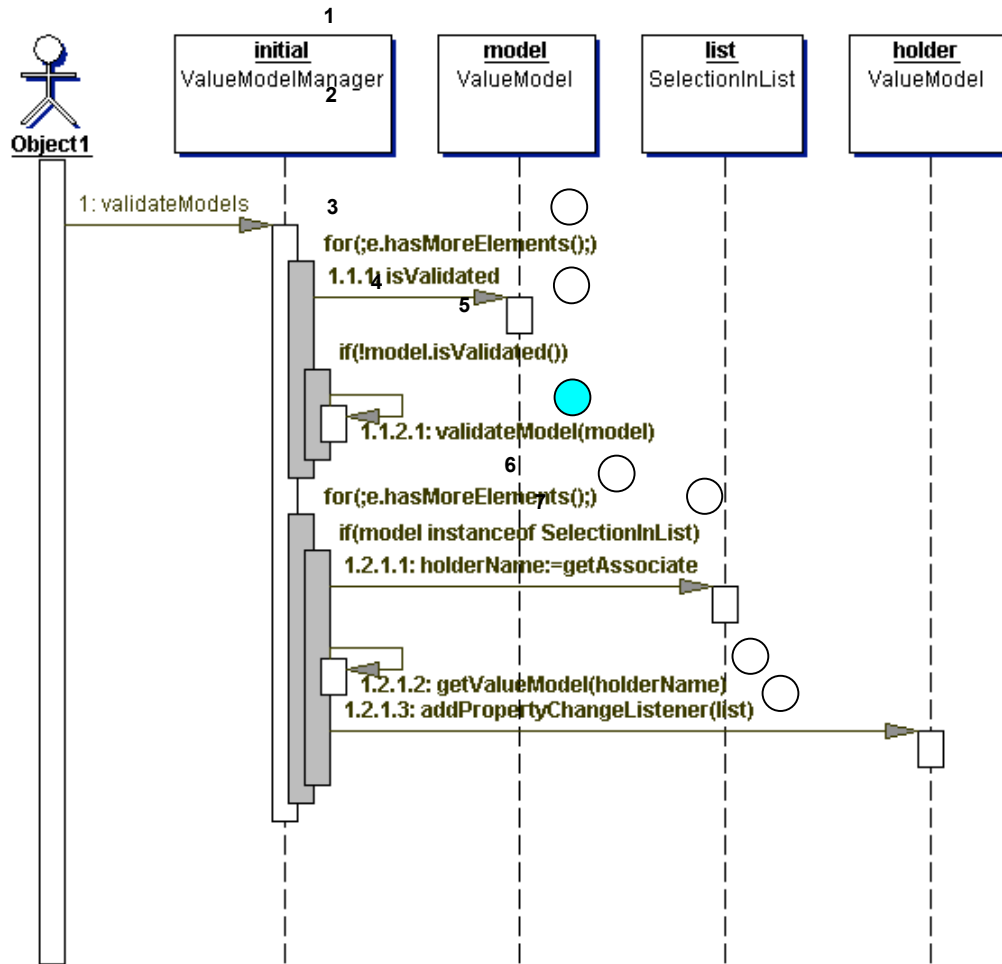 1
initial
model
list
holder
ValueModelManager
ValueModel
SelectionInList
ValueModel
2
Object1
1: validateModels
3
for(;e.hasMoreElements();)
1.1.1: isValidated
4
5
if(!model.isValidated())
1.1.2.1: validateModel(model)
6
for(;e.hasMoreElements();)
7
if(model instanceof SelectionInList)
1.2.1.1: holderName:=getAssociate
1.2.1.2: getValueModel(holderName)
1.2.1.3: addPropertyChangeListener(list)